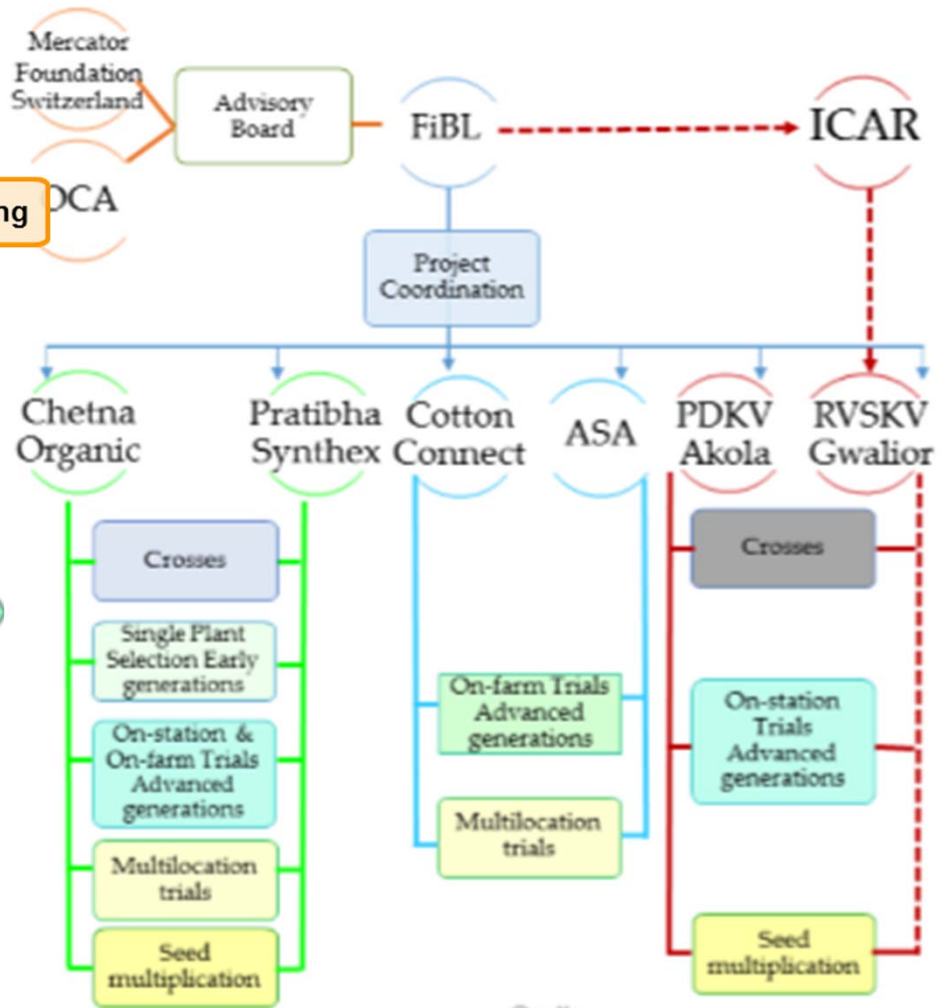 Mercator
Foundation
Switzerland
Advisory
Board
FiBL
ICAR
ng
OCA
Project
Coordination
Chetna
Organic
Pratibha
Synthex
Cotton
Connect
ASA
PDKV
Akola
RVSKV
Gwalior
Crosses
Single Plant
Selection Early
generations
On-station &
On-farm Trials
Advanced
generations
Multilocation
trials
Seed
multiplication
On-farm Trials
Advanced
generations
Multilocation
trials
Crosses
On-station
Trials
Advanced
generations
Seed
multiplication